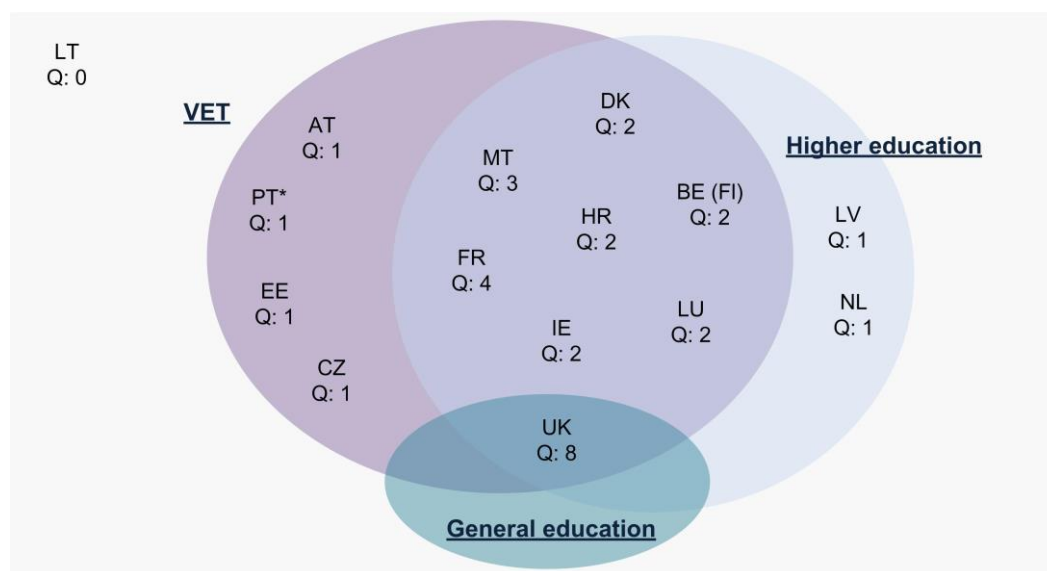 LT
Q: 0
VET
AT
Q: 1
PT*
Q: 1
EE
Q: 1
CZ
Q: 1
DK
Q: 2
MT
Q: 3
BE (Fl)
Q: 2
HR
Q: 2
FR
Q: 4
LU
Q: 2
IE
Q: 2
UK
Q: 8
Higher education
LV
Q: 1
NL
Q: 1
General education